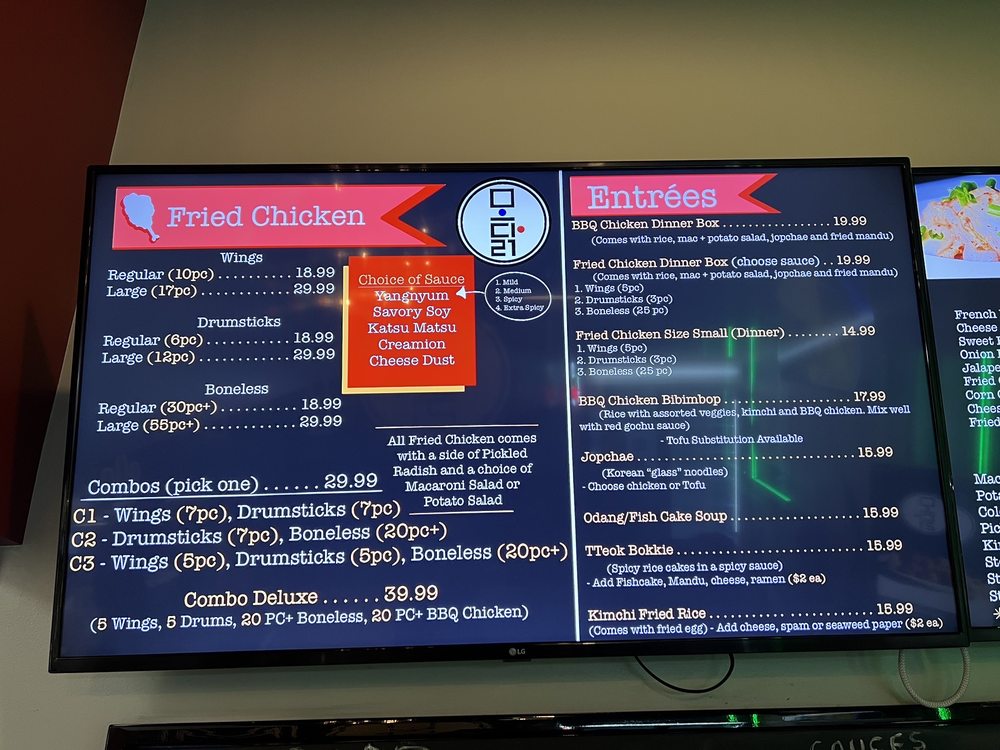 Fried Chicken
Wings
Regular (10pc) .......... 18.99
Large (17pc) ............ 29.99
Drumsticks
Regular (6pc) ............ 18.99
Large (12pc) ............ 29.99
Boneless
Regular (30pc+) .......... 18.99
Large (55pc+) ............ 29.99
Choice of Sauce
Yangnyum
Savory Soy
Katsu Matsu
Creamion
Cheese Dust
1. Mild
2. Medium
3. Spicy
4. Extra Spicy
21
All Fried Chicken comes
with a side of Pickled
Radish and a choice of
Macaroni Salad or
Potato Salad
Combos (pick one) ...... 29.99
C1 - Wings (7pc), Drumsticks (7pc)
C2 - Drumsticks (7pc), Boneless (20pc+)
C3 - Wings (5pc), Drumsticks (5pc), Boneless (20pc+)
Combo Deluxe ...... 39.99
(5 Wings, 5 Drums, 20 PC+ Boneless, 20 PC+ BBQ Chicken)
Entrées
BBQ Chicken Dinner Box ................ 19.99
(Comes with rice, mac + potato salad, jopchae and fried mandu)
Fried Chicken Dinner Box (choose sauce) .. 19.99
(Comes with rice, mac + potato salad, jopchae and fried mandu)
1. Wings (5pc)
2. Drumsticks (3pc)
3. Boneless (25 pc)
Fried Chicken Size Small (Dinner) ........ 14.99
1. Wings (5pc)
2. Drumsticks (3pc)
3. Boneless (25 pc)
BBQ Chicken Bibimbop .................. 17.99
(Rice with assorted veggies, kimchi and BBQ chicken. Mix well
with red gochu sauce)
- Tofu Substitution Available
Jopchae ................................ 15.99
(Korean "glass" noodles)
- Choose chicken or Tofu
Odang/Fish Cake Soup .................. 15.99
TTeok Bokkie .......................... 15.99
(Spicy rice cakes in a spicy sauce)
- Add Fishcake, Mandu, cheese, ramen ($2 ea)
Kimchi Fried Rice ...................... 15.99
(Comes with fried egg) - Add cheese, spam or seaweed paper ($2 ea)
LG
French
Cheese
Sweet
Onion
Fried
Corn
Fried
SAUCES